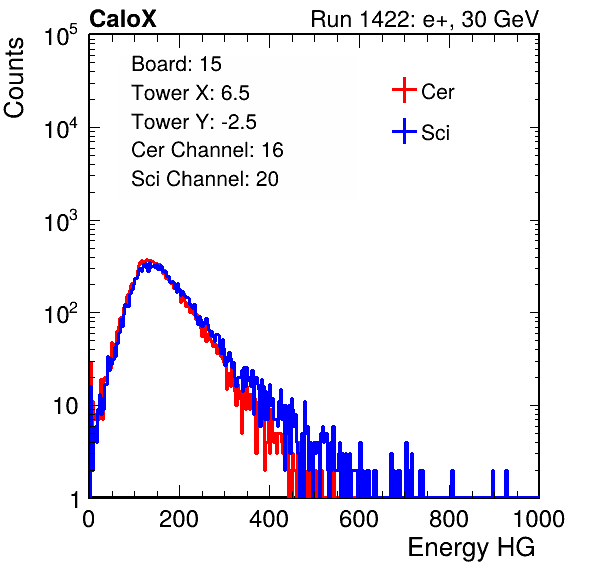 CaloX Run 1422: e+, 30 GeV
Counts
10^5
10^4
10^3
10^2
10
1
Board: 15
Tower X: 6.5
Tower Y: -2.5
Cer Channel: 16
Sci Channel: 20
Cer
Sci
0 200 400 600 800 1000
Energy HG